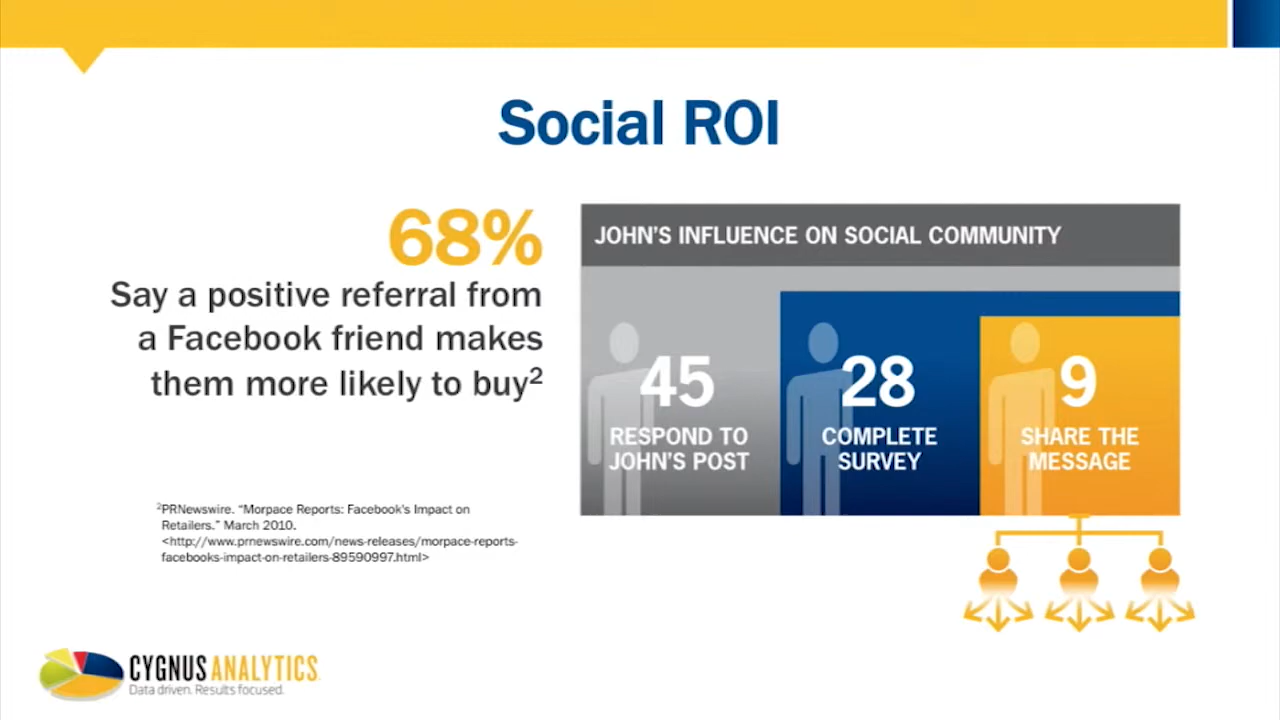 Social ROI
68%
Say a positive referral from
a Facebook friend makes
them more likely to buy²
²PRNewswire. “Morpace Reports: Facebook's Impact on
Retailers.” March 2010.
<http://www.prnewswire.com/news-releases/morpace-reports-
facebooks-impact-on-retailers-89590997.html>
JOHN'S INFLUENCE ON SOCIAL COMMUNITY
45
RESPOND TO
JOHN'S POST
28
COMPLETE
SURVEY
9
SHARE THE
MESSAGE
CYGNUS ANALYTICS
Data driven. Results focused.